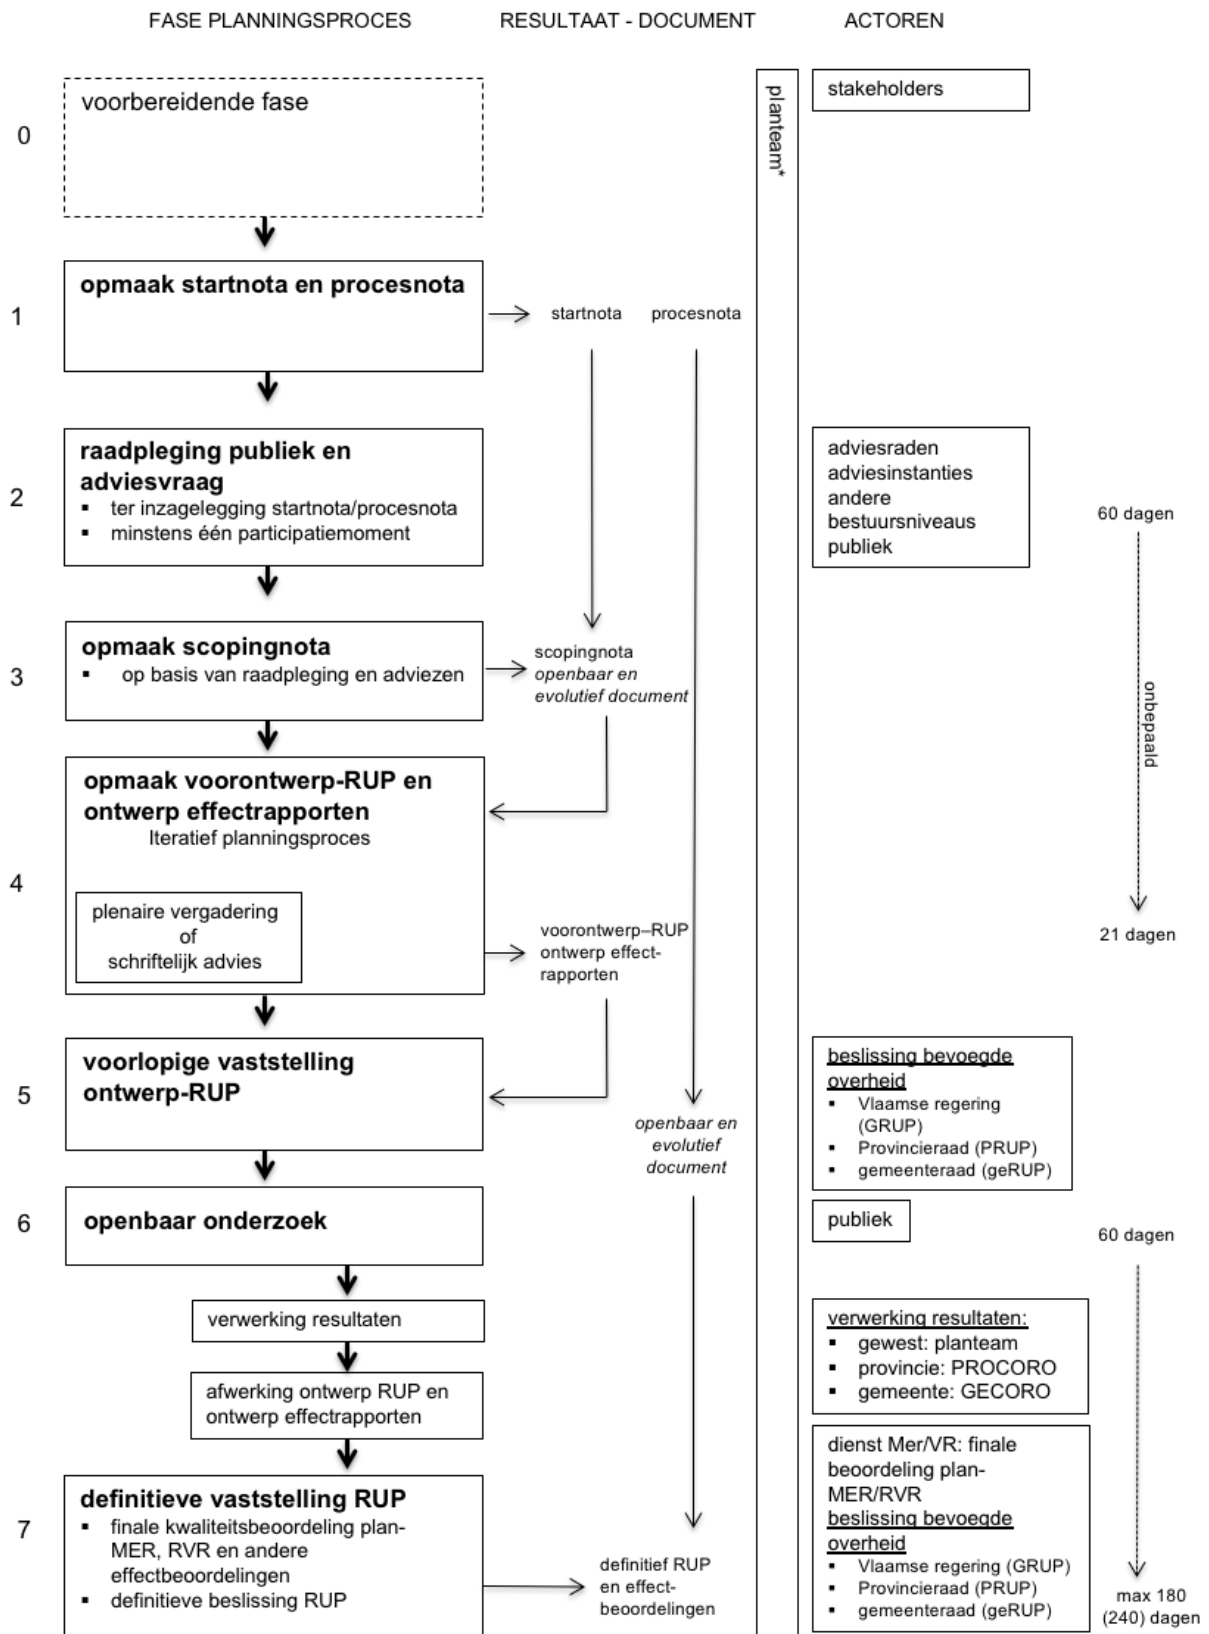 FASE PLANNINGSPROCES
RESULTAAT - DOCUMENT
ACTOREN
0
voorbereidende fase
planteam*
stakeholders
1
opmaak startnota en procesnota
startnota
procesnota
2
raadpleging publiek en
adviesvraag
▪ ter inzagelegging startnota/procesnota
▪ minstens één participatiemoment
adviesraden
adviesinstanties
andere
bestuursniveaus
publiek
60 dagen
3
opmaak scopingnota
▪ op basis van raadpleging en adviezen
scopingnota
openbaar en
evolutief document
onbepaald
4
opmaak voorontwerp-RUP en
ontwerp effectrapporten
Iteratief planningsproces
plenaire vergadering
of
schriftelijk advies
voorontwerp–RUP
ontwerp effect-
rapporten
21 dagen
5
voorlopige vaststelling
ontwerp-RUP
openbaar en
evolutief
document
beslissing bevoegde
overheid
▪ Vlaamse regering
(GRUP)
▪ Provincieraad (PRUP)
▪ gemeenteraad (geRUP)
6
openbaar onderzoek
publiek
60 dagen
verwerking resultaten
verwerking resultaten:
▪ gewest: planteam
▪ provincie: PROCORO
▪ gemeente: GECORO
afwerking ontwerp RUP en
ontwerp effectrapporten
7
definitieve vaststelling RUP
▪ finale kwaliteitsbeoordeling plan-
MER, RVR en andere
effectbeoordelingen
▪ definitieve beslissing RUP
definitief RUP
en effect-
beoordelingen
dienst Mer/VR: finale
beoordeling plan-
MER/RVR
beslissing bevoegde
overheid
▪ Vlaamse regering (GRUP)
▪ Provincieraad (PRUP)
▪ gemeenteraad (geRUP)
max 180
(240) dagen